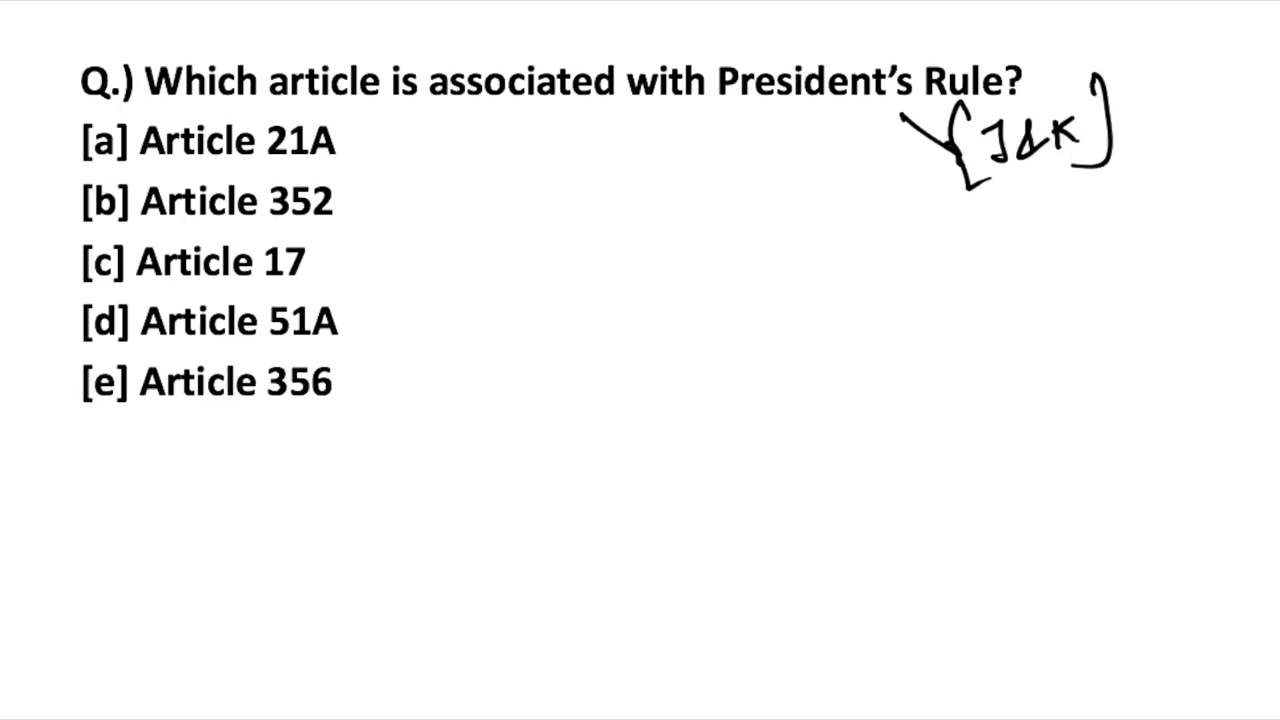 Q.) Which article is associated with President’s Rule?
[J&K]
[a] Article 21A
[b] Article 352
[c] Article 17
[d] Article 51A
[e] Article 356